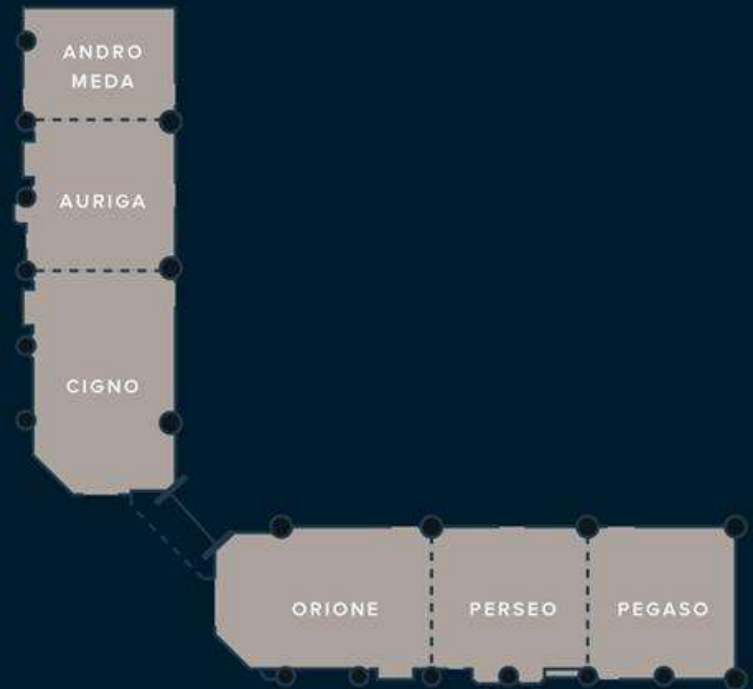 ANDRO
MEDA
AURIGA
CIGNO
ORIONE PERSEO PEGASO